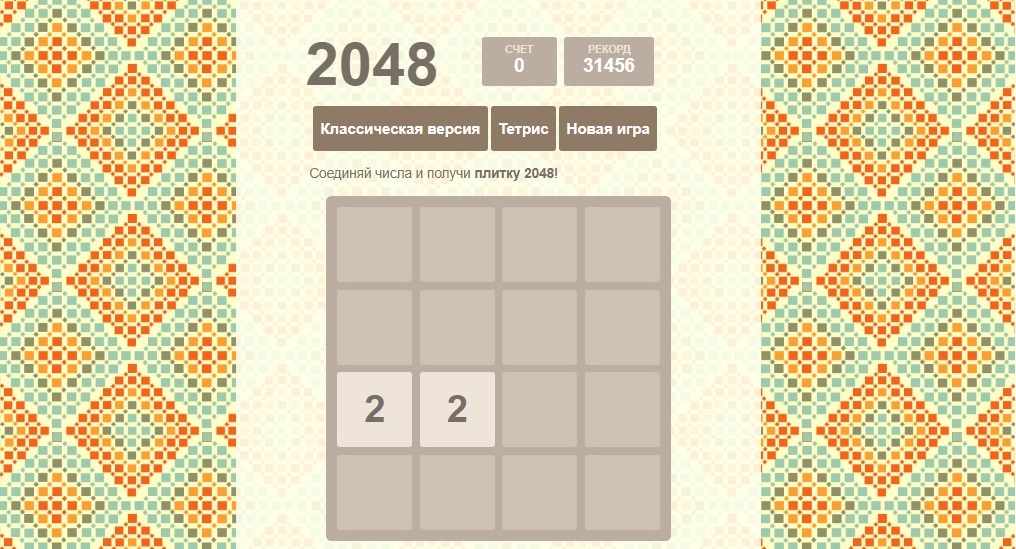 2048
СЧЕТ
0
РЕКОРД
31456
Классическая версия
Тетрис
Новая игра
Соединяй числа и получи плитку 2048!
2 2